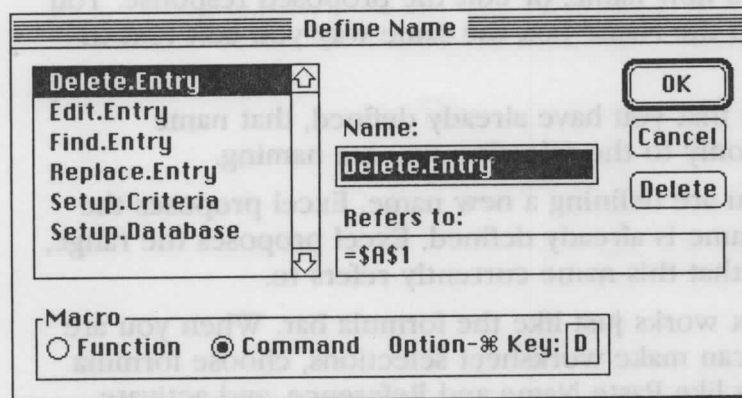 Define Name
Delete.Entry
Edit.Entry
Find.Entry
Replace.Entry
Setup.Criteria
Setup.Database
Name:
Delete.Entry
Refers to:
=$A$1
OK
Cancel
Delete
Macro
Function Command Option-⌘ Key: D